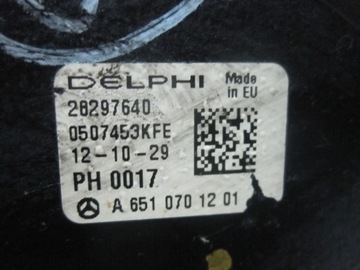 DELPHI Made in EU
28297640
0507453KFE
12-10-29
PH 0017
A 651 070 12 01